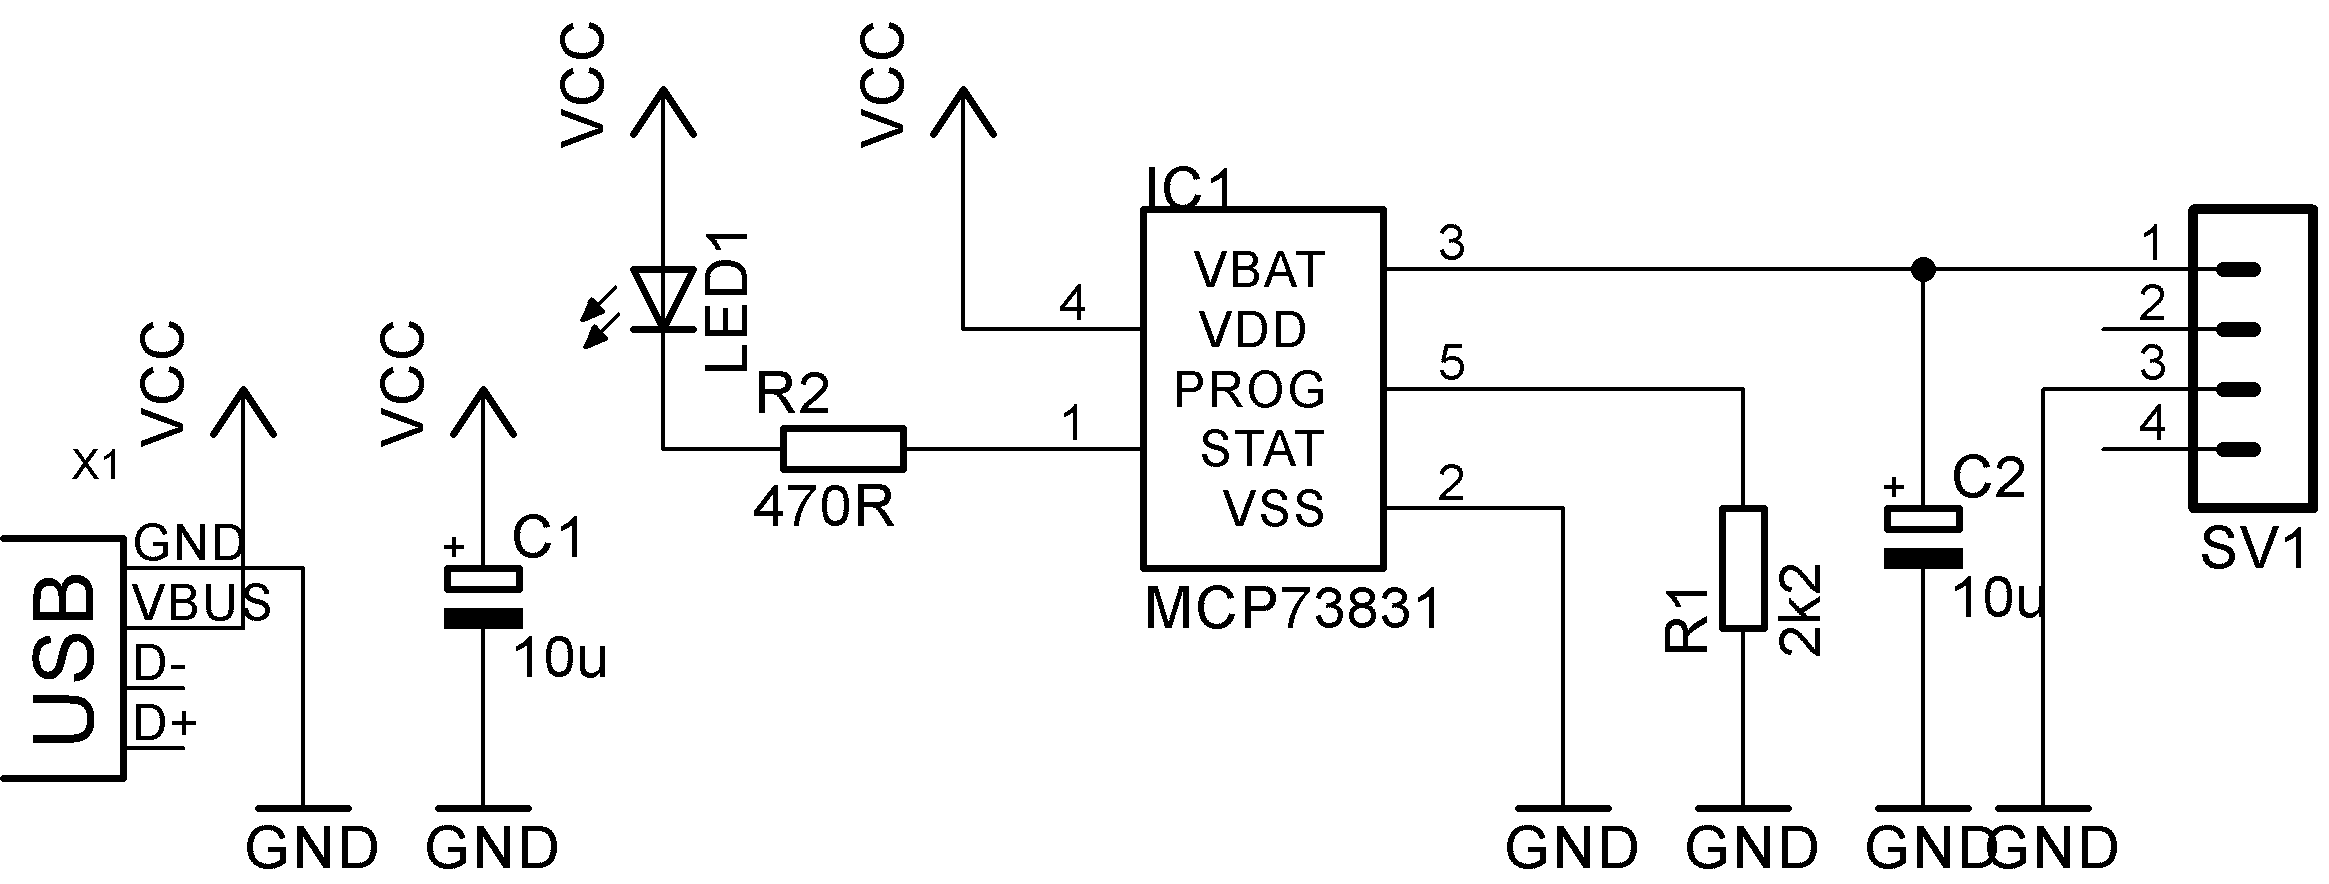 VCC
VCC
IC1
VBAT
VDD
PROG
STAT
VSS
MCP73831
4
1
3
5
2
LED1
R2
470R
VCC
VCC
X1
USB
GND
VBUS
D-
D+
+
C1
10u
R1
2k2
+
C2
10u
1
2
3
4
SV1
GND
GND
GND
GND
GND
GND